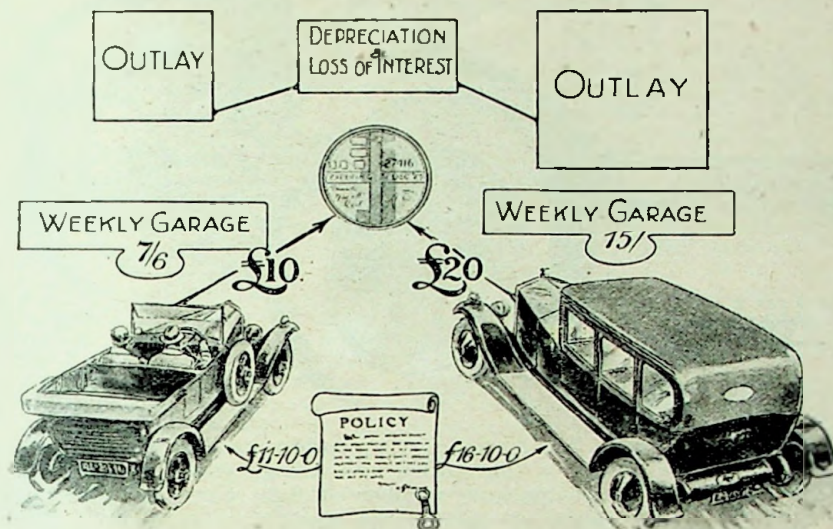 OUTLAY
DEPRECIATION
&
LOSS OF INTEREST
OUTLAY
27416
WEEKLY GARAGE
7/6
WEEKLY GARAGE
15/
£10
£20
POLICY
£11-10-0
£16-10-0